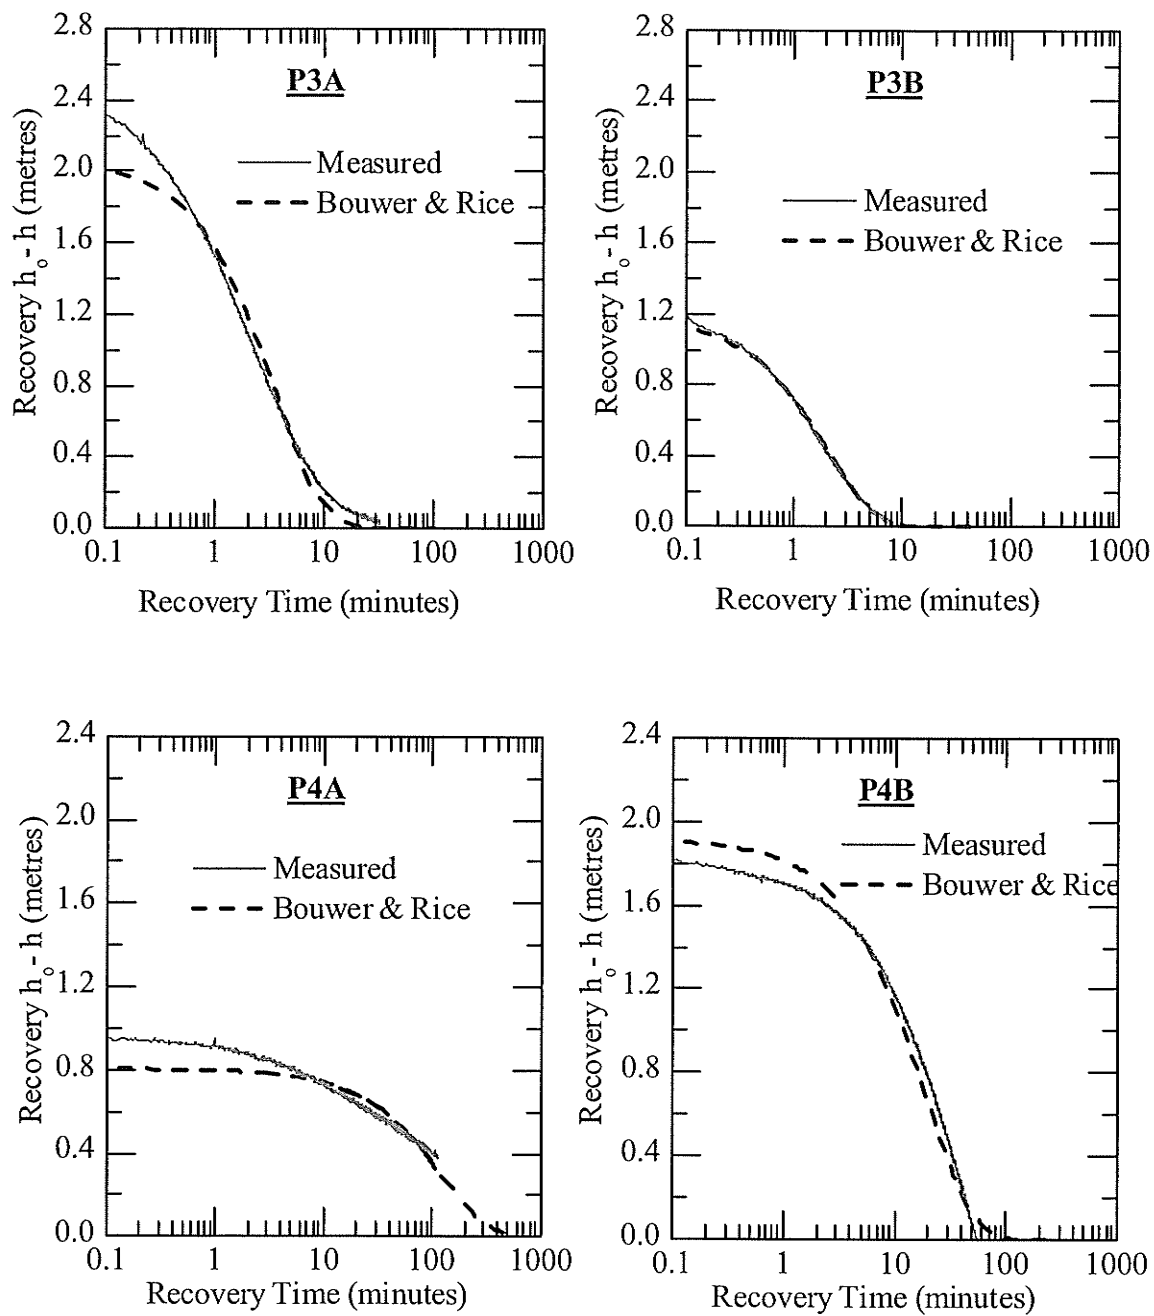 P3A
Measured
Bouwer & Rice
Recovery hₒ - h (metres)
2.8
2.4
2.0
1.6
1.2
0.8
0.4
0.0
0.1
1
10
100
1000
Recovery Time (minutes)
P3B
Measured
Bouwer & Rice
Recovery hₒ - h (metres)
2.8
2.4
2.0
1.6
1.2
0.8
0.4
0.0
0.1
1
10
100
1000
Recovery Time (minutes)
P4A
Measured
Bouwer & Rice
Recovery hₒ - h (metres)
2.4
2.0
1.6
1.2
0.8
0.4
0.0
0.1
1
10
100
1000
Recovery Time (minutes)
P4B
Measured
Bouwer & Rice
Recovery hₒ - h (metres)
2.4
2.0
1.6
1.2
0.8
0.4
0.0
0.1
1
10
100
1000
Recovery Time (minutes)